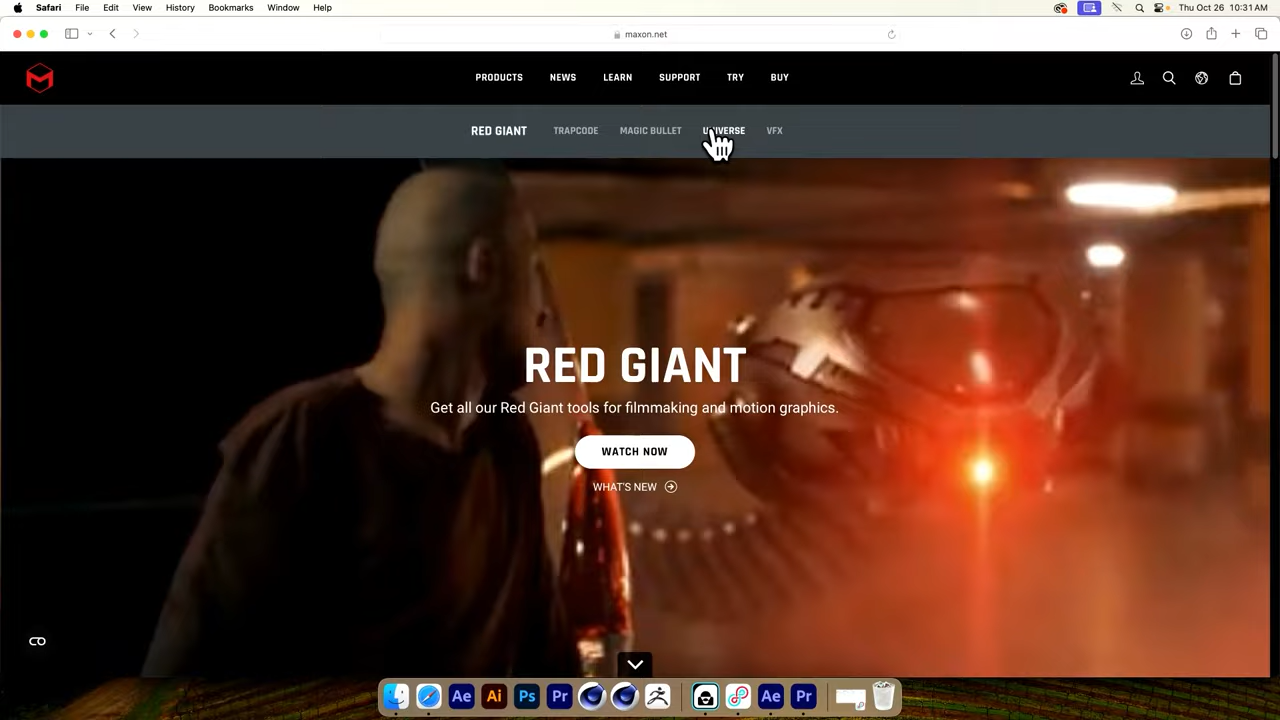 Safari File Edit View History Bookmarks Window Help Thu Oct 26 10:31 AM
maxon.net
PRODUCTS NEWS LEARN SUPPORT TRY BUY
RED GIANT TRAPCODE MAGIC BULLET UNIVERSE VFX
RED GIANT
Get all our Red Giant tools for filmmaking and motion graphics.
WATCH NOW
WHAT'S NEW
Ae Ai Ps Pr Ae Pr